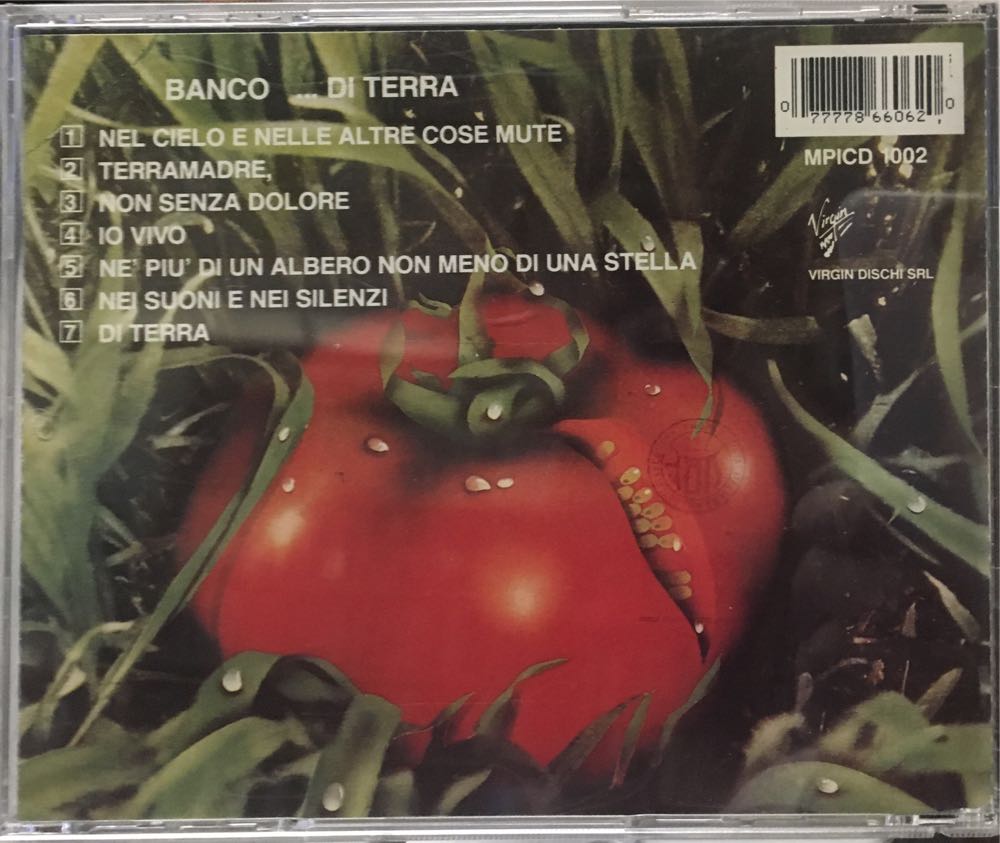 BANCO ... DI TERRA
1 NEL CIELO E NELLE ALTRE COSE MUTE
2 TERRAMADRE,
3 NON SENZA DOLORE
4 IO VIVO
5 NE' PIU' DI UN ALBERO NON MENO DI UNA STELLA
6 NEI SUONI E NEI SILENZI
7 DI TERRA
0 77778 66062, 0
MPICD 1002
Virgin
VIRGIN DISCHI SRL